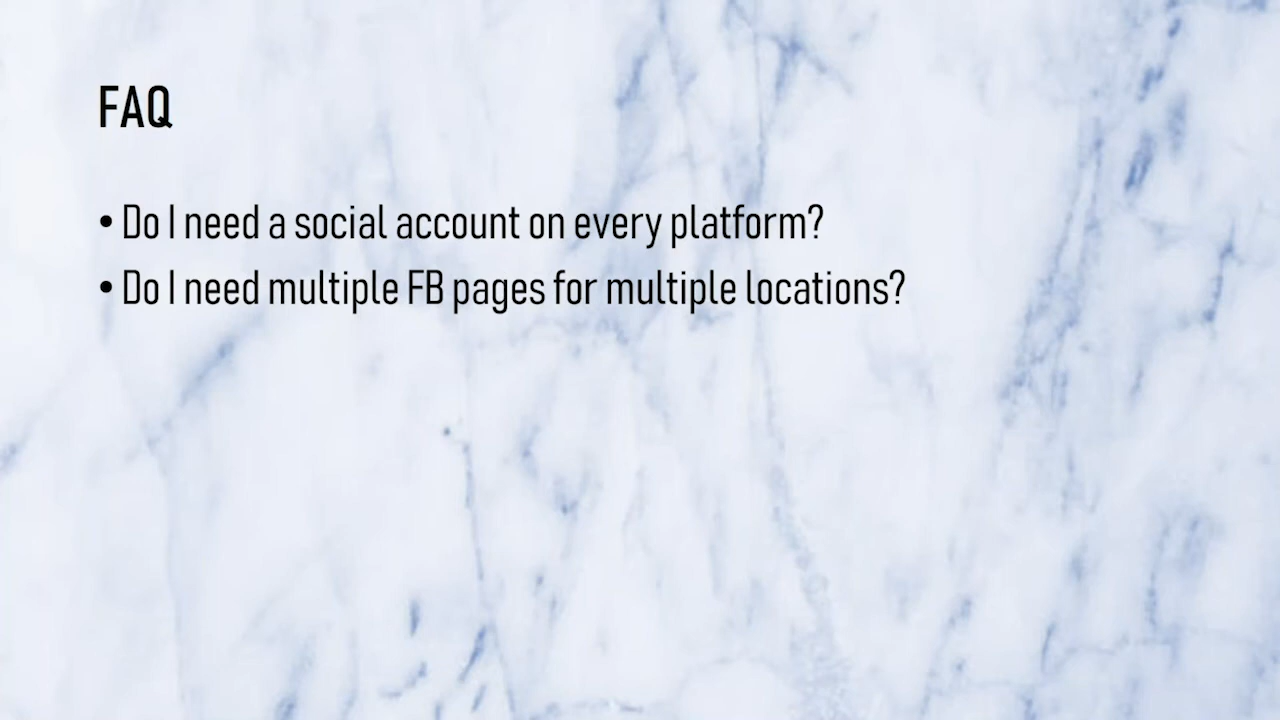 FAQ
• Do I need a social account on every platform?
• Do I need multiple FB pages for multiple locations?